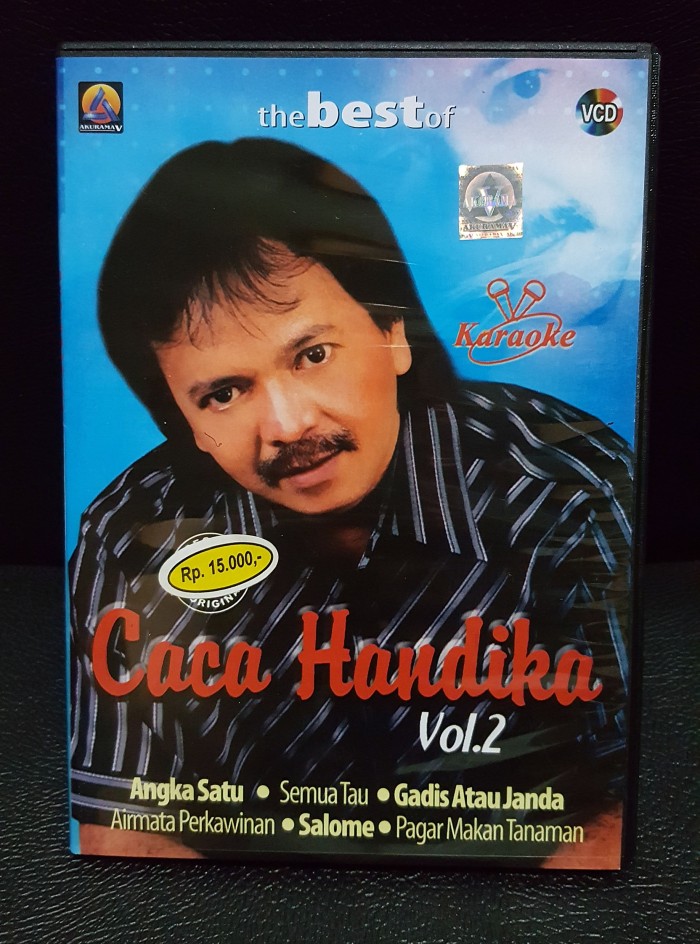 the best of
VCD
AKURAMA V
AKURAMA V
Karaoke
Rp. 15.000,-
Caca Handika
Vol.2
Angka Satu • Semua Tau • Gadis Atau Janda
Airmata Perkawinan • Salome • Pagar Makan Tanaman